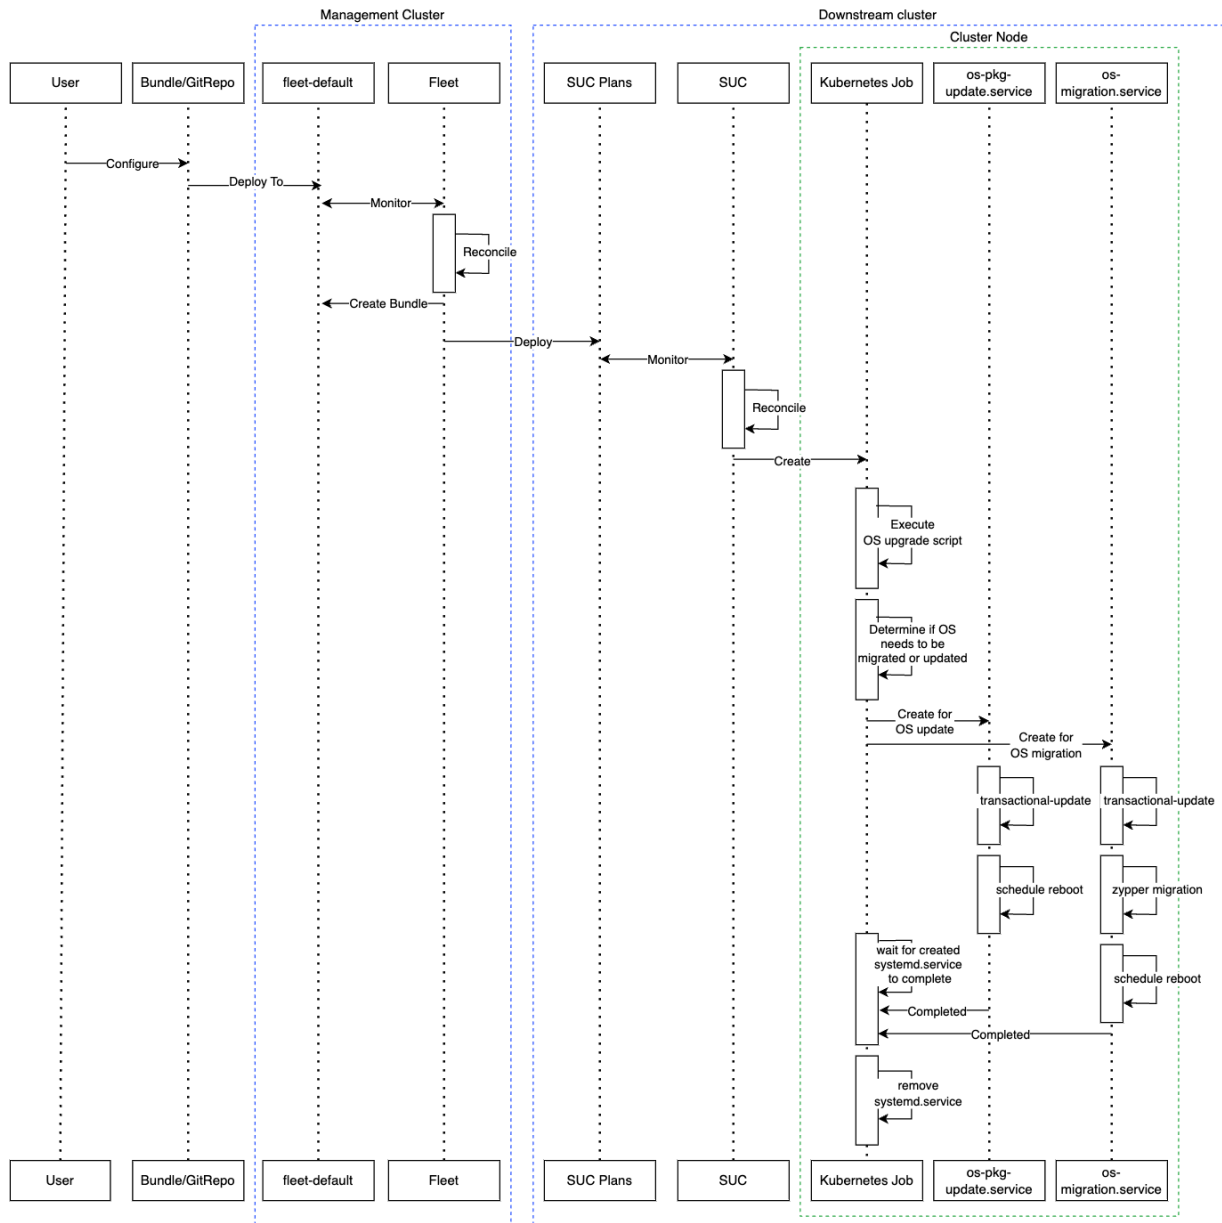 Management Cluster
Downstream cluster
Cluster Node
User
Bundle/GitRepo
fleet-default
Fleet
SUC Plans
SUC
Kubernetes Job
os-pkg-
update.service
os-
migration.service
Configure
Deploy To
Monitor
Reconcile
Create Bundle
Deploy
Monitor
Reconcile
Create
Execute
OS upgrade script
Determine if OS
needs to be
migrated or updated
Create for
OS update
Create for
OS migration
transactional-update
transactional-update
schedule reboot
zypper migration
wait for created
systemd.service
to complete
schedule reboot
Completed
Completed
remove
systemd.service
User
Bundle/GitRepo
fleet-default
Fleet
SUC Plans
SUC
Kubernetes Job
os-pkg-
update.service
os-
migration.service